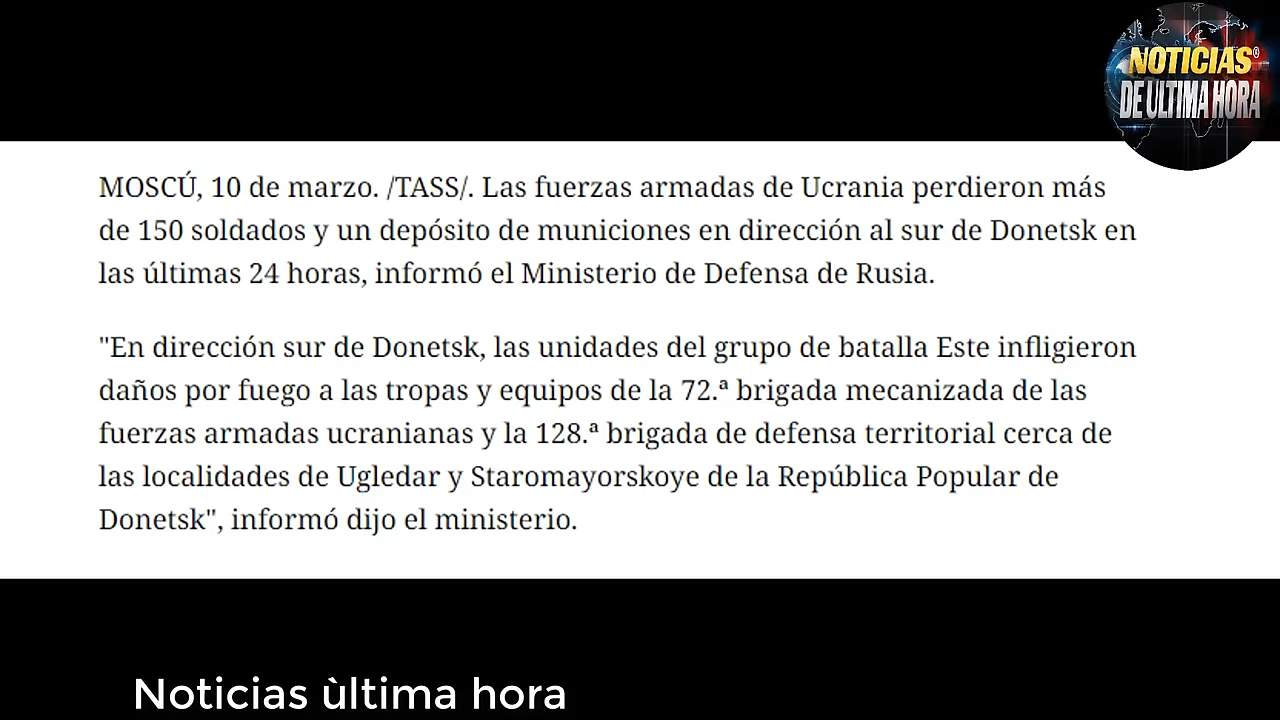 NOTICIAS®
DE ULTIMA HORA
MOSCÚ, 10 de marzo. /TASS/. Las fuerzas armadas de Ucrania perdieron más
de 150 soldados y un depósito de municiones en dirección al sur de Donetsk en
las últimas 24 horas, informó el Ministerio de Defensa de Rusia.
"En dirección sur de Donetsk, las unidades del grupo de batalla Este infligieron
daños por fuego a las tropas y equipos de la 72.ª brigada mecanizada de las
fuerzas armadas ucranianas y la 128.ª brigada de defensa territorial cerca de
las localidades de Ugledar y Staromayorskoye de la República Popular de
Donetsk", informó dijo el ministerio.
Noticias ùltima hora